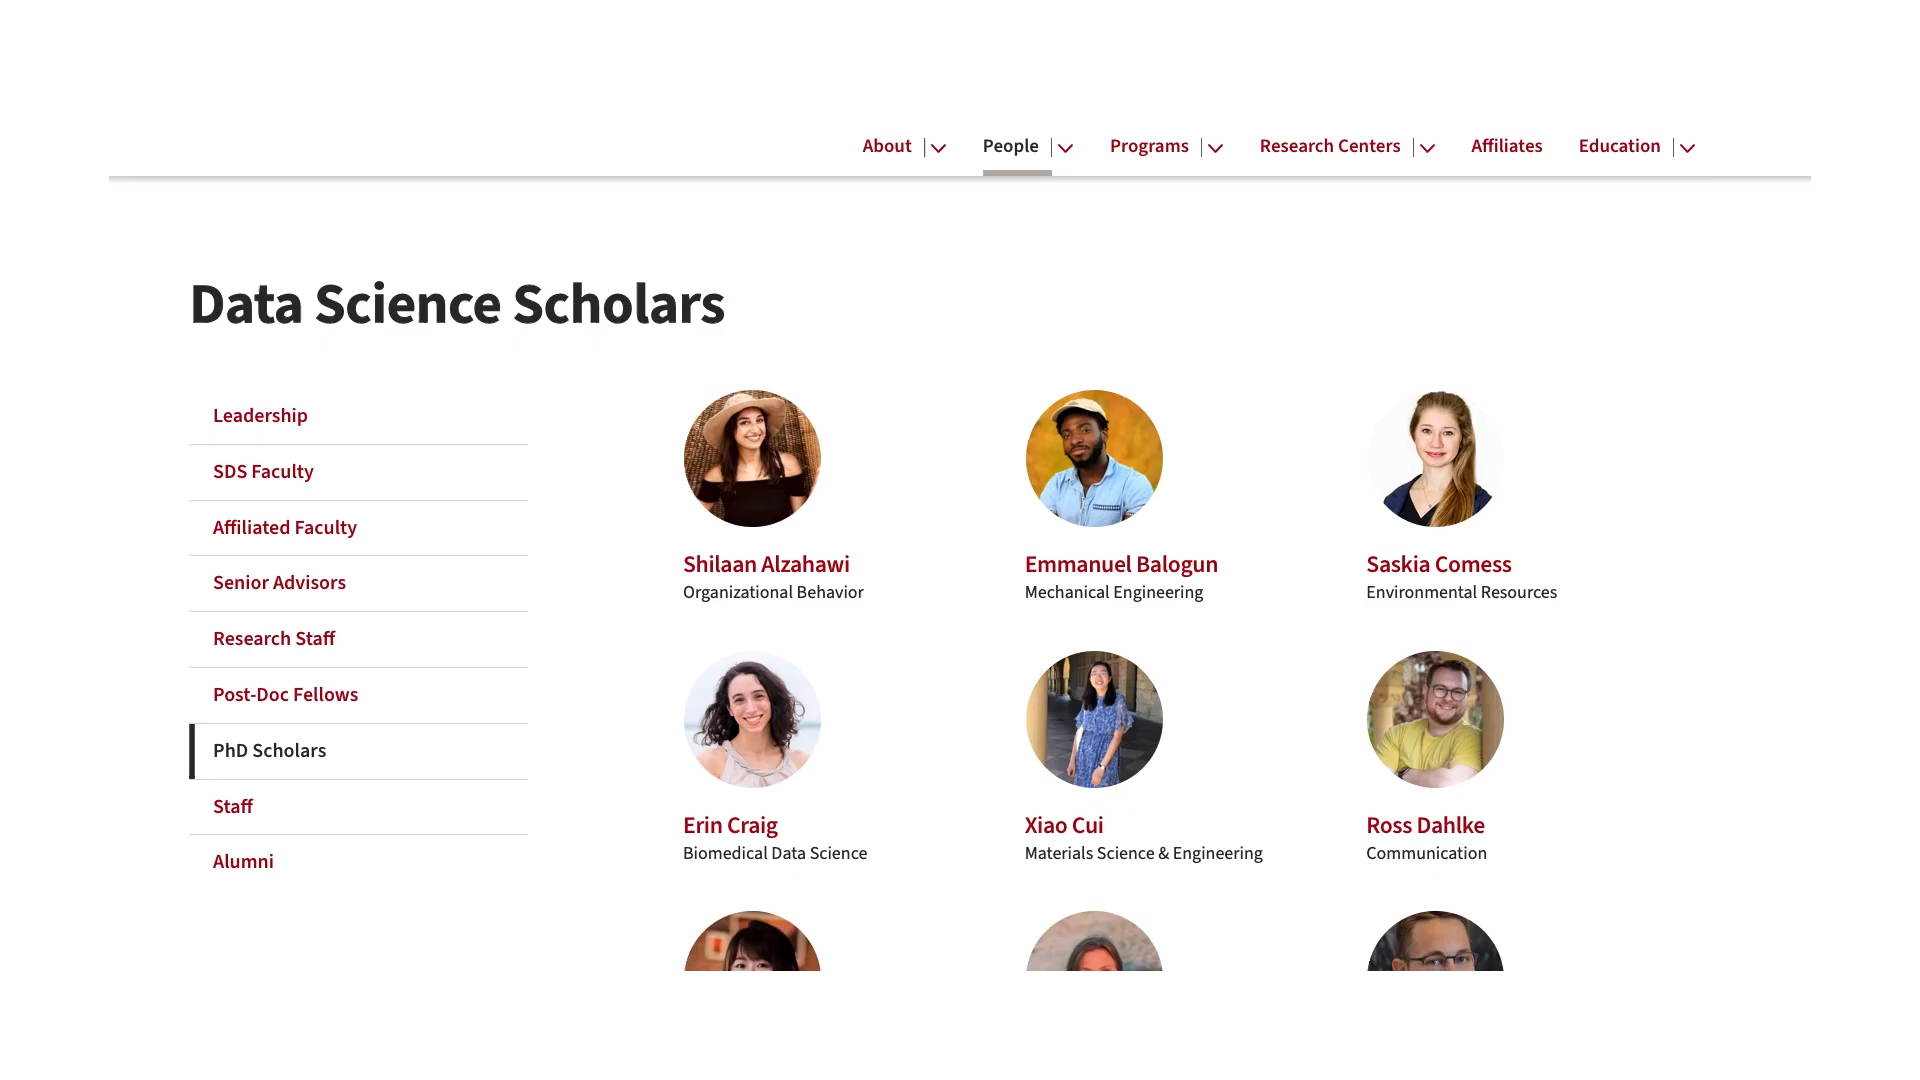 About
People
Programs
Research Centers
Affiliates
Education
Data Science Scholars
Leadership
SDS Faculty
Affiliated Faculty
Senior Advisors
Research Staff
Post-Doc Fellows
PhD Scholars
Staff
Alumni
Shilaan Alzahawi
Organizational Behavior
Emmanuel Balogun
Mechanical Engineering
Saskia Comess
Environmental Resources
Erin Craig
Biomedical Data Science
Xiao Cui
Materials Science & Engineering
Ross Dahlke
Communication